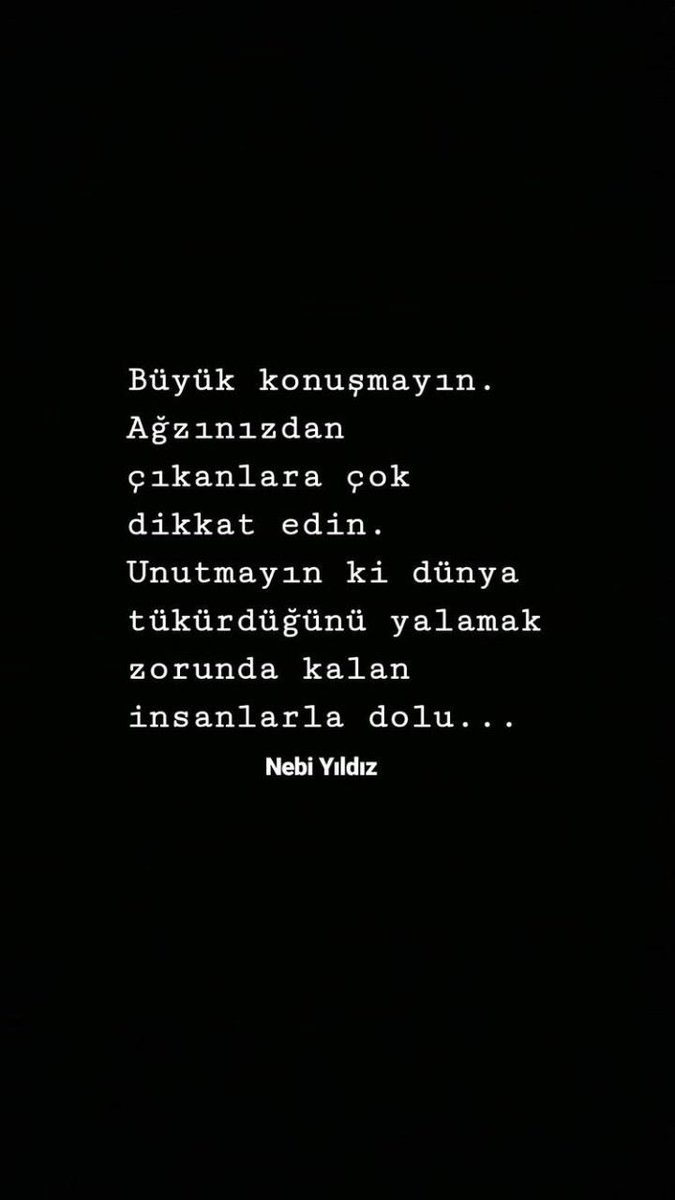 Büyük konuşmayın.
Ağzınızdan
çıkanlara çok
dikkat edin.
Unutmayın ki dünya
tükürdüğünü yalamak
zorunda kalan
insanlarla dolu...
Nebi Yıldız